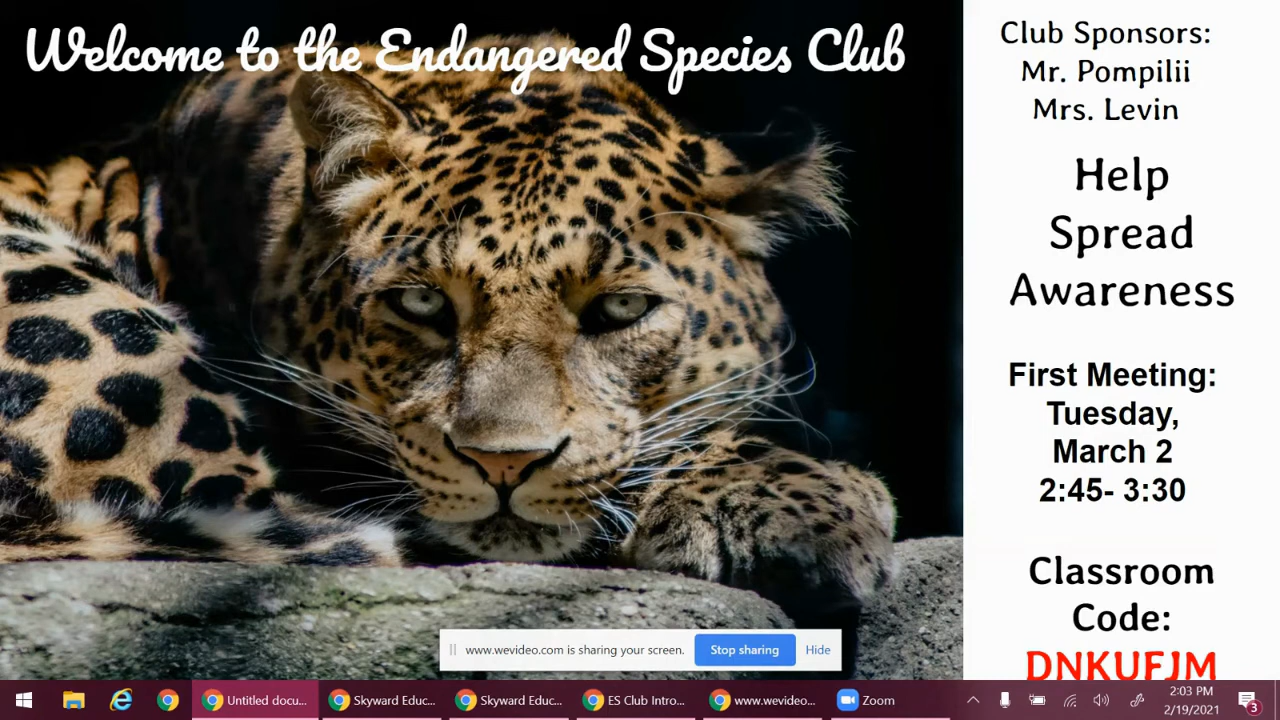 Welcome to the Endangered Species Club
Club Sponsors:
Mr. Pompilii
Mrs. Levin
Help
Spread
Awareness
First Meeting:
Tuesday,
March 2
2:45- 3:30
Classroom
Code:
DNKUFJM
www.wevideo.com is sharing your screen.
Stop sharing
Hide
Untitled docu...
Skyward Educ...
Skyward Educ...
ES Club Intro...
www.wevideo...
Zoom
2:03 PM
2/19/2021
3